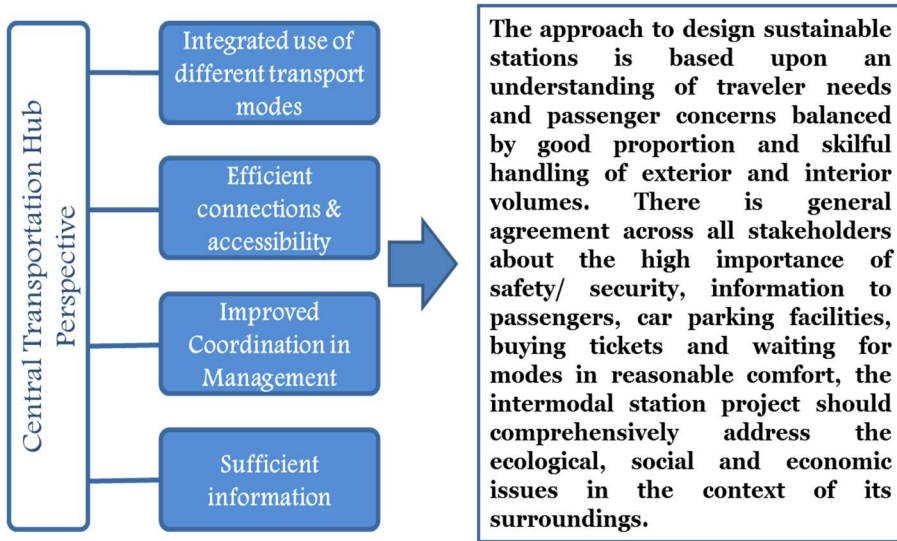 Central Transportation Hub
Perspective
Integrated use of
different transport
modes
Efficient
connections &
accessibility
Improved
Coordination in
Management
Sufficient
information
The approach to design sustainable
stations is based upon an
understanding of traveler needs
and passenger concerns balanced
by good proportion and skilful
handling of exterior and interior
volumes. There is general
agreement across all stakeholders
about the high importance of
safety/ security, information to
passengers, car parking facilities,
buying tickets and waiting for
modes in reasonable comfort, the
intermodal station project should
comprehensively address the
ecological, social and economic
issues in the context of its
surroundings.